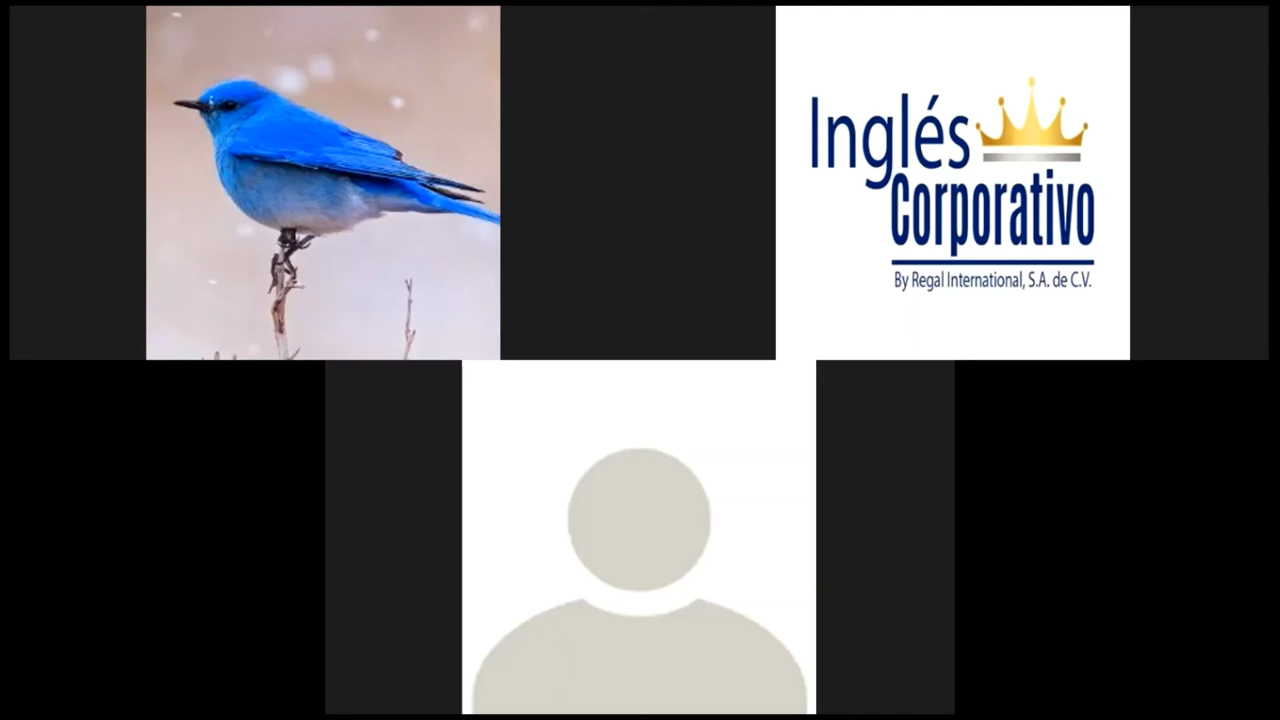 Inglés
Corporativo
By Regal International, S.A. de C.V.